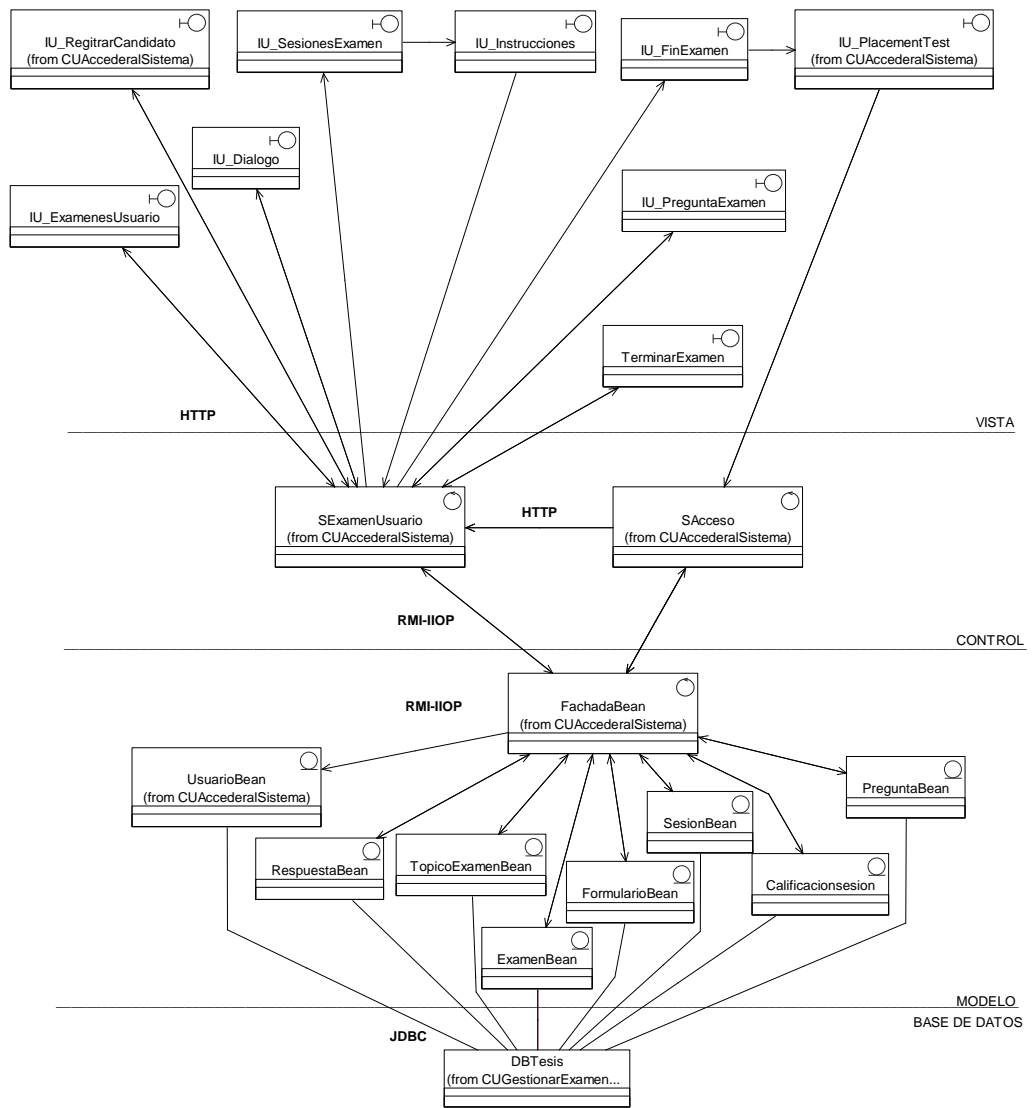 IU_RegitrarCandidato
(from CUAccederalSistema)
IU_SesionesExamen
IU_Instrucciones
IU_FinExamen
IU_PlacementTest
(from CUAccederalSistema)
IU_Dialogo
IU_ExamenesUsuario
IU_PreguntaExamen
TerminarExamen
HTTP
VISTA
SExamenUsuario
(from CUAccederalSistema)
HTTP
SAcceso
(from CUAccederalSistema)
RMI-IIOP
CONTROL
RMI-IIOP
FachadaBean
(from CUAccederalSistema)
UsuarioBean
(from CUAccederalSistema)
PreguntaBean
SesionBean
RespuestaBean
TopicoExamenBean
FormularioBean
Calificacionsesion
ExamenBean
MODELO
BASE DE DATOS
JDBC
DBTesis
(from CUGestionarExamen...